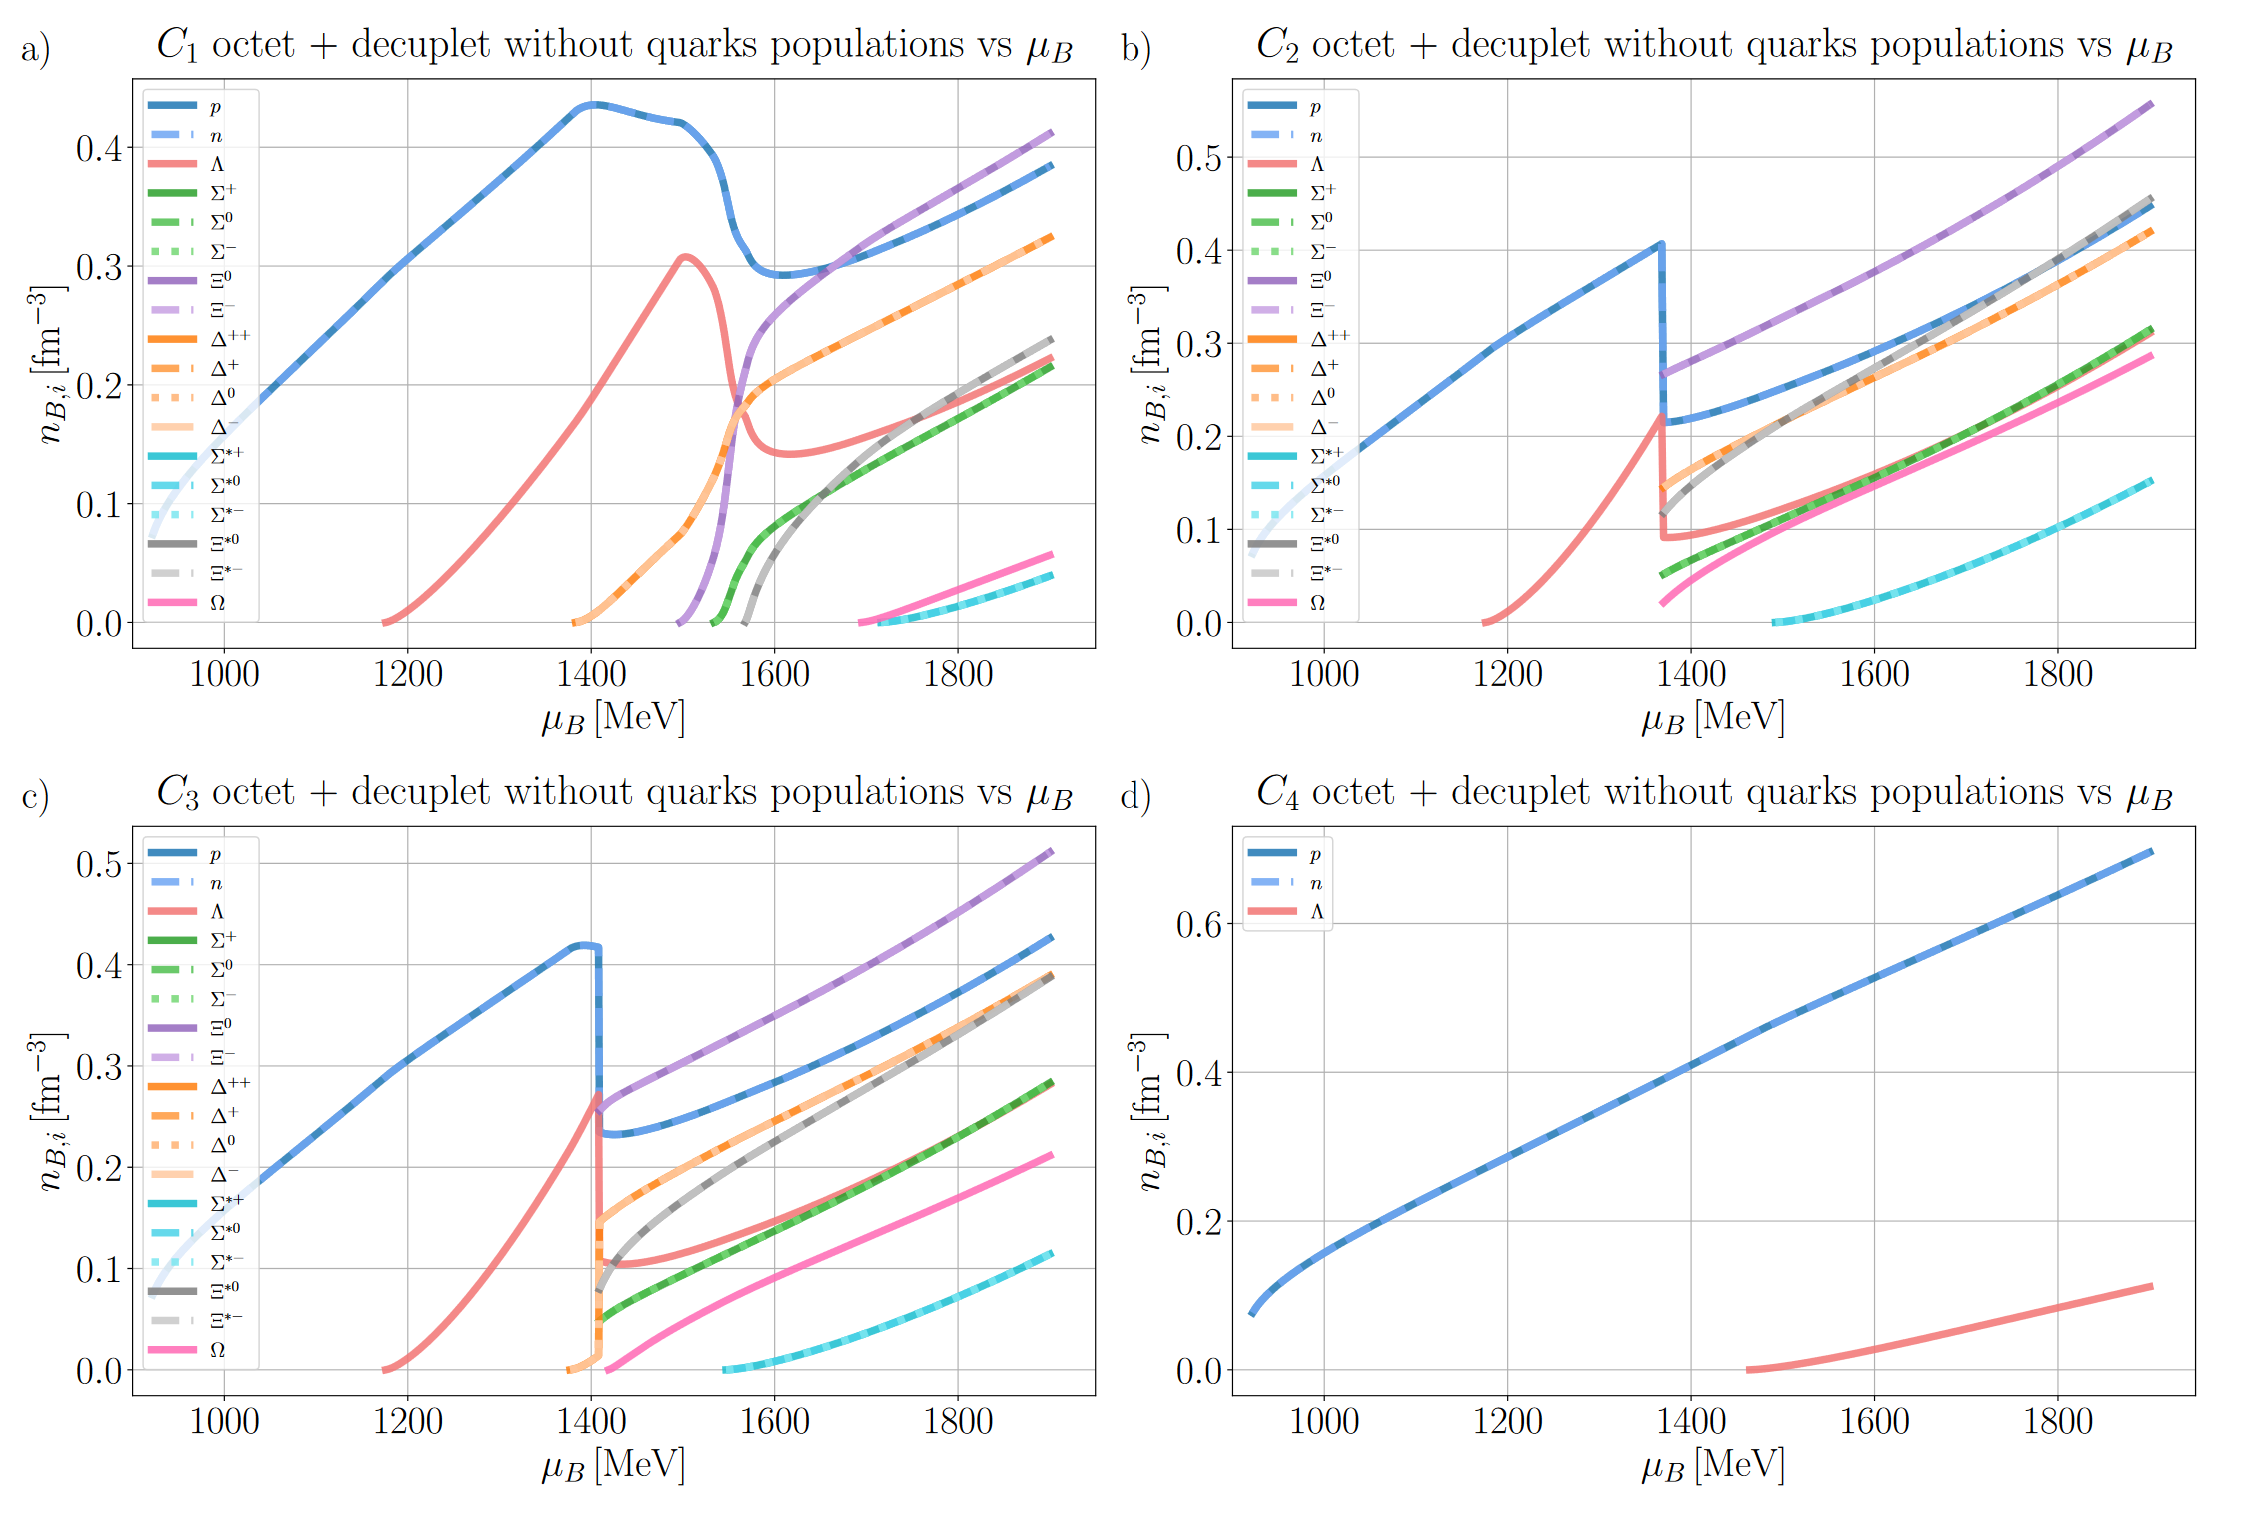 a)
C₁ octet + decuplet without quarks populations vs μ_B
n_{B,i} [fm⁻³]
0.4
0.3
0.2
0.1
0.0
p
n
Λ
Σ⁺
Σ⁰
Σ⁻
Ξ⁰
Ξ⁻
Δ⁺⁺
Δ⁺
Δ⁰
Δ⁻
Σ*⁺
Σ*⁰
Σ*⁻
Ξ*⁰
Ξ*⁻
Ω
1000 1200 1400 1600 1800
μ_B [MeV]
b)
C₂ octet + decuplet without quarks populations vs μ_B
n_{B,i} [fm⁻³]
0.5
0.4
0.3
0.2
0.1
0.0
p
n
Λ
Σ⁺
Σ⁰
Σ⁻
Ξ⁰
Ξ⁻
Δ⁺⁺
Δ⁺
Δ⁰
Δ⁻
Σ*⁺
Σ*⁰
Σ*⁻
Ξ*⁰
Ξ*⁻
Ω
1000 1200 1400 1600 1800
μ_B [MeV]
c)
C₃ octet + decuplet without quarks populations vs μ_B
n_{B,i} [fm⁻³]
0.5
0.4
0.3
0.2
0.1
0.0
p
n
Λ
Σ⁺
Σ⁰
Σ⁻
Ξ⁰
Ξ⁻
Δ⁺⁺
Δ⁺
Δ⁰
Δ⁻
Σ*⁺
Σ*⁰
Σ*⁻
Ξ*⁰
Ξ*⁻
Ω
1000 1200 1400 1600 1800
μ_B [MeV]
d)
C₄ octet + decuplet without quarks populations vs μ_B
n_{B,i} [fm⁻³]
0.6
0.4
0.2
0.0
p
n
Λ
1000 1200 1400 1600 1800
μ_B [MeV]